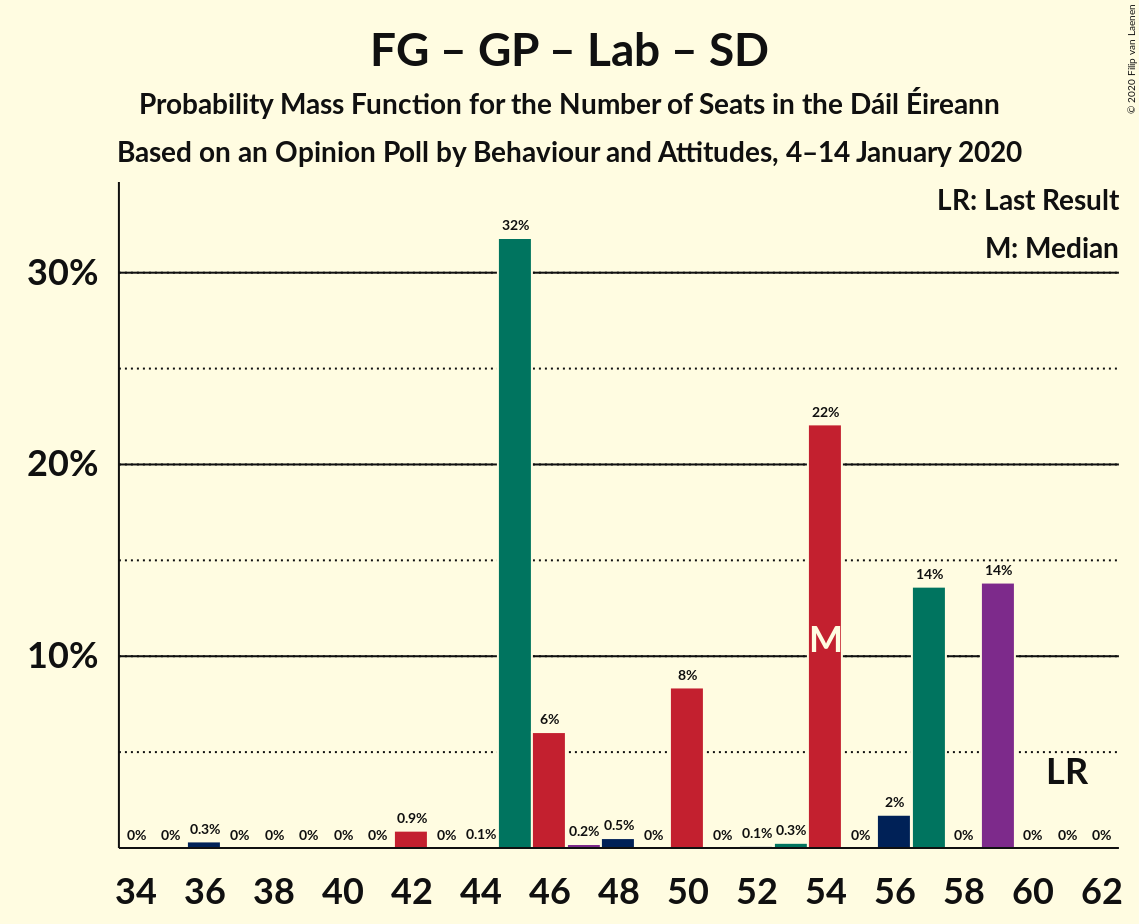 FG – GP – Lab – SD
Probability Mass Function for the Number of Seats in the Dáil Éireann
Based on an Opinion Poll by Behaviour and Attitudes, 4–14 January 2020
© 2020 Filip van Laenen
LR: Last Result
M: Median
30%
20%
10%
0% 0% 0.3% 0% 0% 0% 0% 0% 0.9% 0% 0.1% 32% 6% 0.2% 0.5% 0% 8% 0% 0.1% 0.3% 22% 0% 2% 14% 0% 14% 0% 0% 0%
M
LR
34 36 38 40 42 44 46 48 50 52 54 56 58 60 62